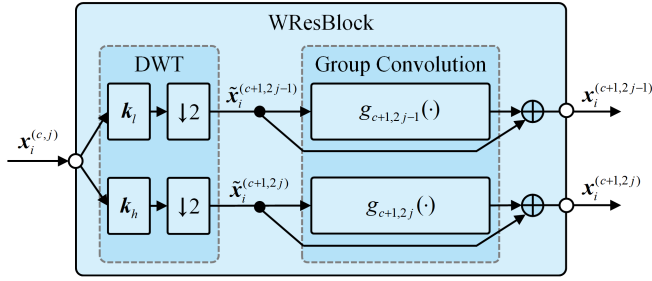 WResBlock
DWT
Group Convolution
x_i^{(c,j)}
k_l
↓2
x̃_i^{(c+1,2j-1)}
g_{c+1,2j-1}(·)
x_i^{(c+1,2j-1)}
k_h
↓2
x̃_i^{(c+1,2j)}
g_{c+1,2j}(·)
x_i^{(c+1,2j)}